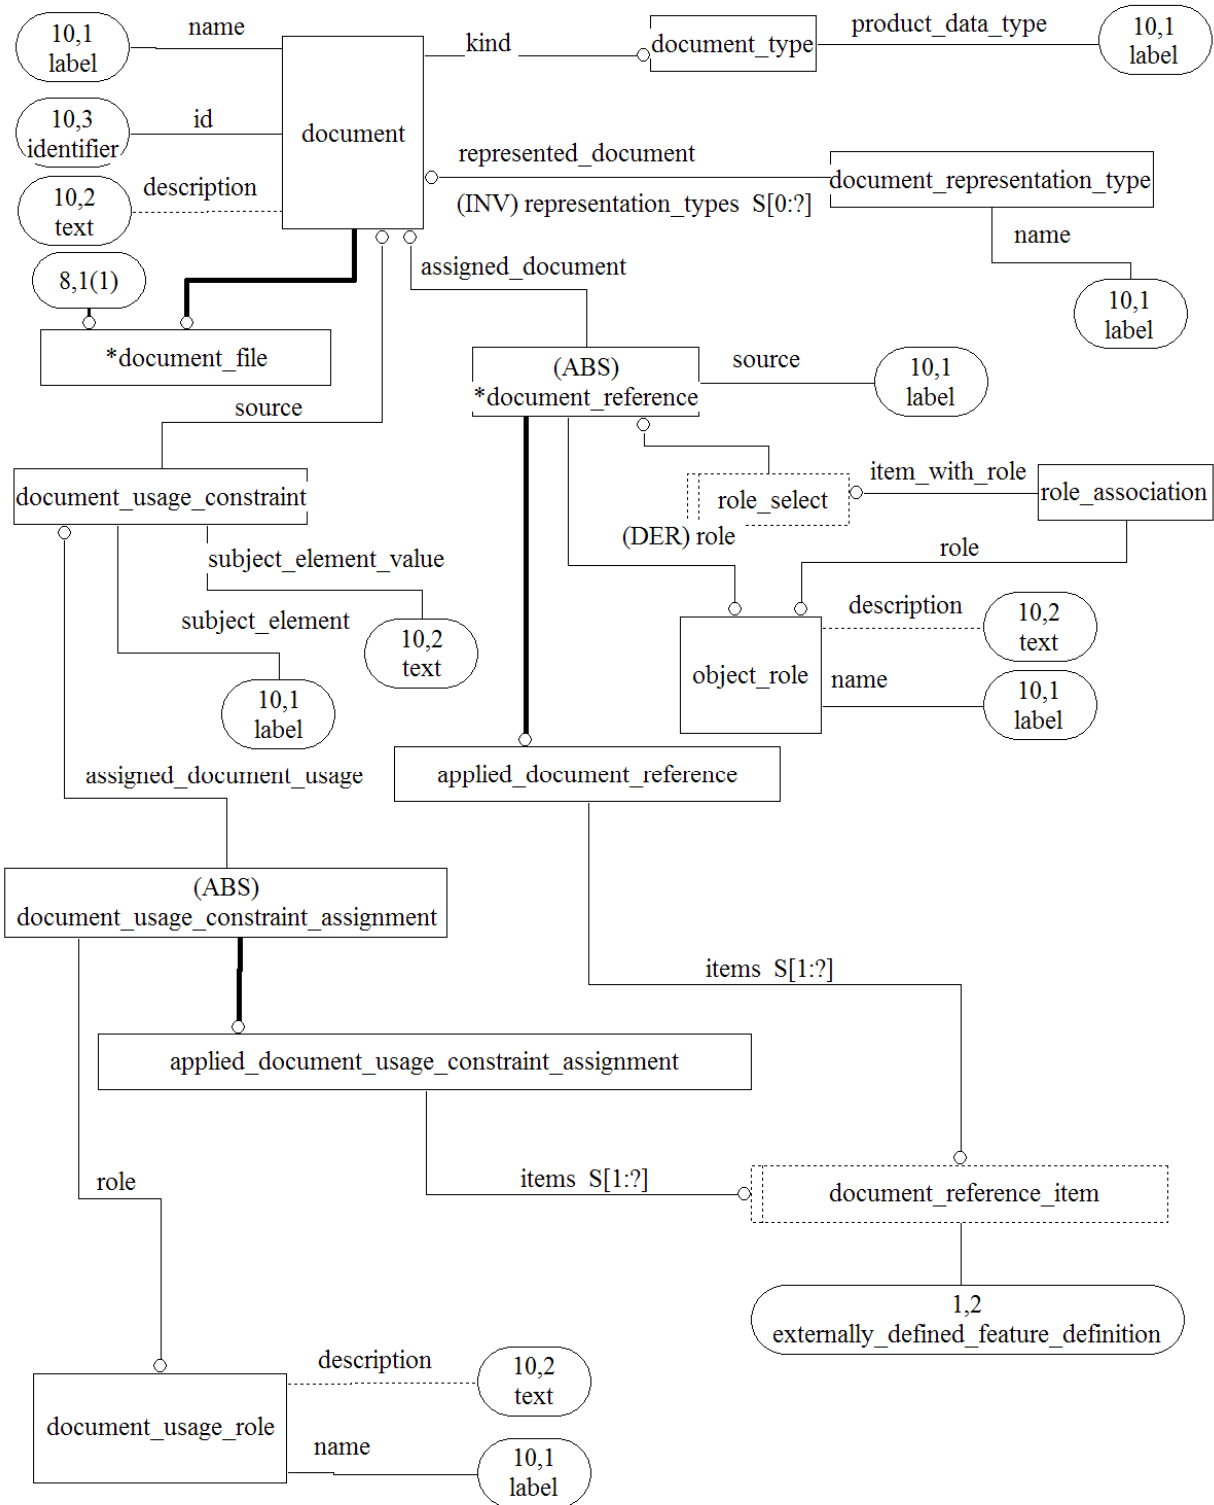 10,1
label
name
kind
document_type
product_data_type
10,1
label
10,3
identifier
id
document
represented_document
(INV) representation_types S[0:?]
document_representation_type
description
10,2
text
name
8,1(1)
assigned_document
10,1
label
*document_file
(ABS)
*document_reference
source
10,1
label
source
document_usage_constraint
role_select
item_with_role
role_association
(DER) role
role
subject_element_value
subject_element
10,2
text
description
10,2
text
object_role
name
10,1
label
10,1
label
assigned_document_usage
applied_document_reference
(ABS)
document_usage_constraint_assignment
items S[1:?]
applied_document_usage_constraint_assignment
role
items S[1:?]
document_reference_item
1,2
externally_defined_feature_definition
description
10,2
text
document_usage_role
name
10,1
label